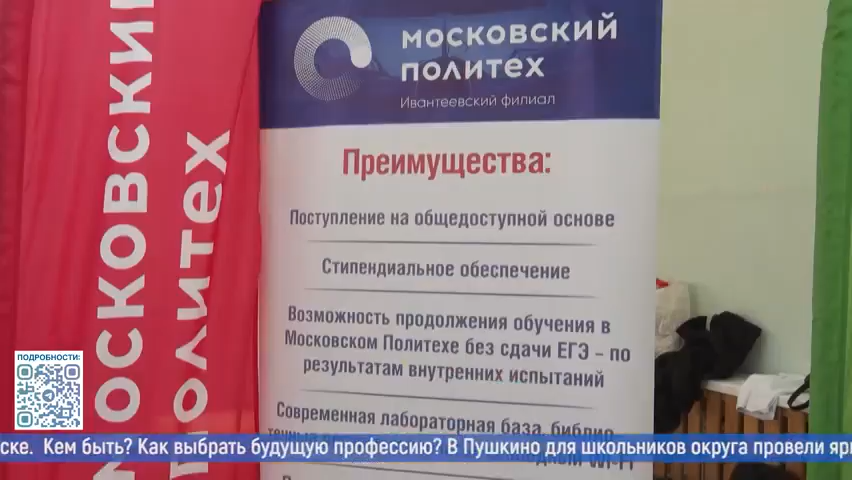 МОСКОВСКИЙ
ПОЛИТЕХ
МОСКОВСКИЙ
ПОЛИТЕХ
Ивантеевский филиал
Преимущества:
Поступление на общедоступной основе
Стипендиальное обеспечение
Возможность продолжения обучения в
Московском Политехе без сдачи ЕГЭ – по
результатам внутренних испытаний
Современная лабораторная база, библио-
Wi-Fi
ПОДРОБНОСТИ:
ске. Кем быть? Как выбрать будущую профессию? В Пушкино для школьников округа провели яр